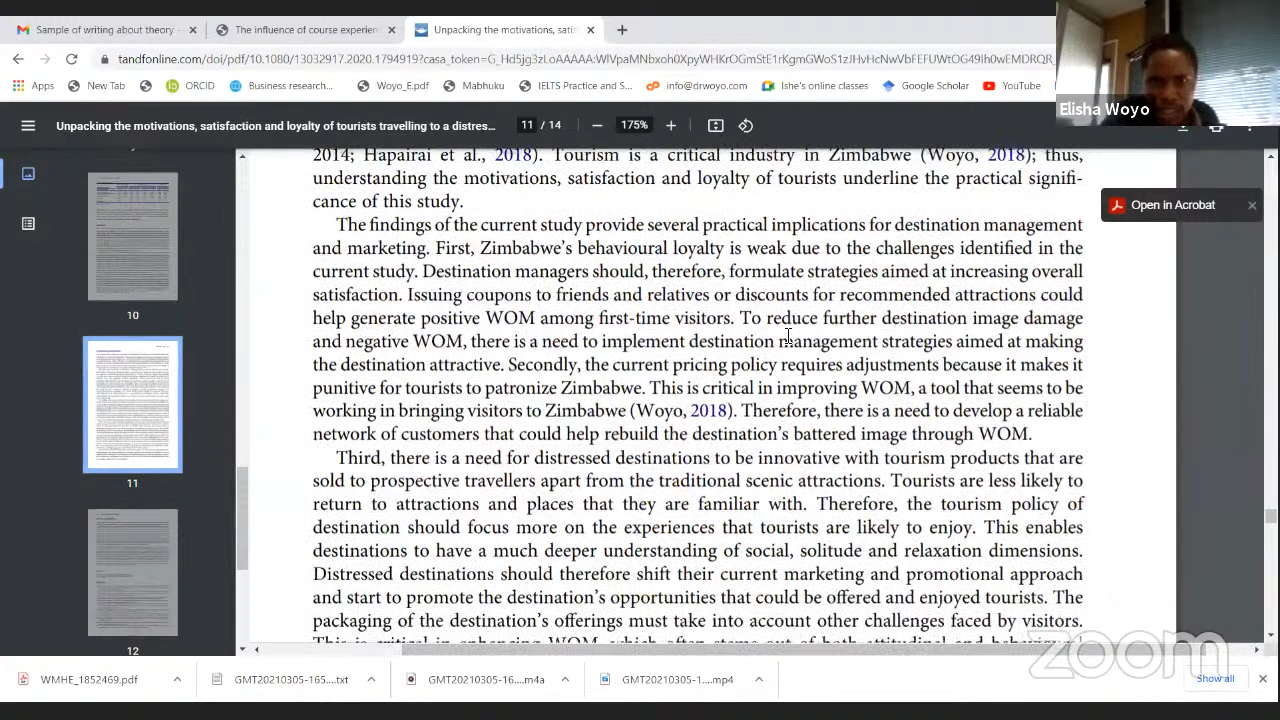 Sample of writing about theory -
The influence of course experien
Unpacking the motivations, satis
tandfonline.com/doi/pdf/10.1080/13032917.2020.1794919?casa_token=
Apps
New Tab
ORCID
Business research...
Woyo_E.pdf
Mabhuku
IELTS Practice and S...
info@drwoyo.com
Ishe's online classes
Google Scholar
YouTube
Elisha Woyo
Unpacking the motivations, satisfaction and loyalty of tourists
to a distress...
11
175%
Open in Acrobat
10
11
12
2014; Hapairai et al., 2018). Tourism is a critical industry in Zimbabwe (Woyo, 2018); thus,
understanding the motivations, satisfaction and loyalty of tourists underline the practical signifi-
cance of this study.
The findings of the current study provide several practical implications for destination management
and marketing. First, Zimbabwe's behavioural loyalty is weak due to the challenges identified in the
current study. Destination managers should, therefore, formulate strategies aimed at increasing overall
satisfaction. Issuing coupons to friends and relatives or discounts for recommended attractions could
help generate positive WOM among first-time visitors. To reduce further destination image damage
and negative WOM, there is a need to implement destination management strategies aimed at making
the destination attractive. Secondly, the current pricing policy requires adjustments because it makes it
punitive for tourists to patronize Zimbabwe. This is critical in improving WOM, a tool that seems to be
working in bringing visitors to Zimbabwe (Woyo, 2018). Therefore, there is a need to develop a reliable
network of customers that could help rebuild the destination's battered image through WOM.
Third, there is a need for distressed destinations to be innovative with tourism products that are
sold to prospective travellers apart from the traditional scenic attractions. Tourists are less likely to
return to attractions and places that they are familiar with. Therefore, the tourism policy of
destination should focus more on the experiences that tourists are likely to enjoy. This enables
destinations to have a much deeper understanding of social, solitude and relaxation dimensions.
Distressed destinations should therefore shift their current marketing and promotional approach
and start to promote the destination's opportunities that could be offered and enjoyed tourists. The
packaging of the destination's offerings must take into account other challenges faced by visitors.
This is critical in enhancing WOM, which often stems out of both attitudinal and behavioural
zoom
WMHE_1852469.pdf
GMT20210305-165....txt
GMT20210305-16....m4a
GMT20210305-1....mp4
Show all